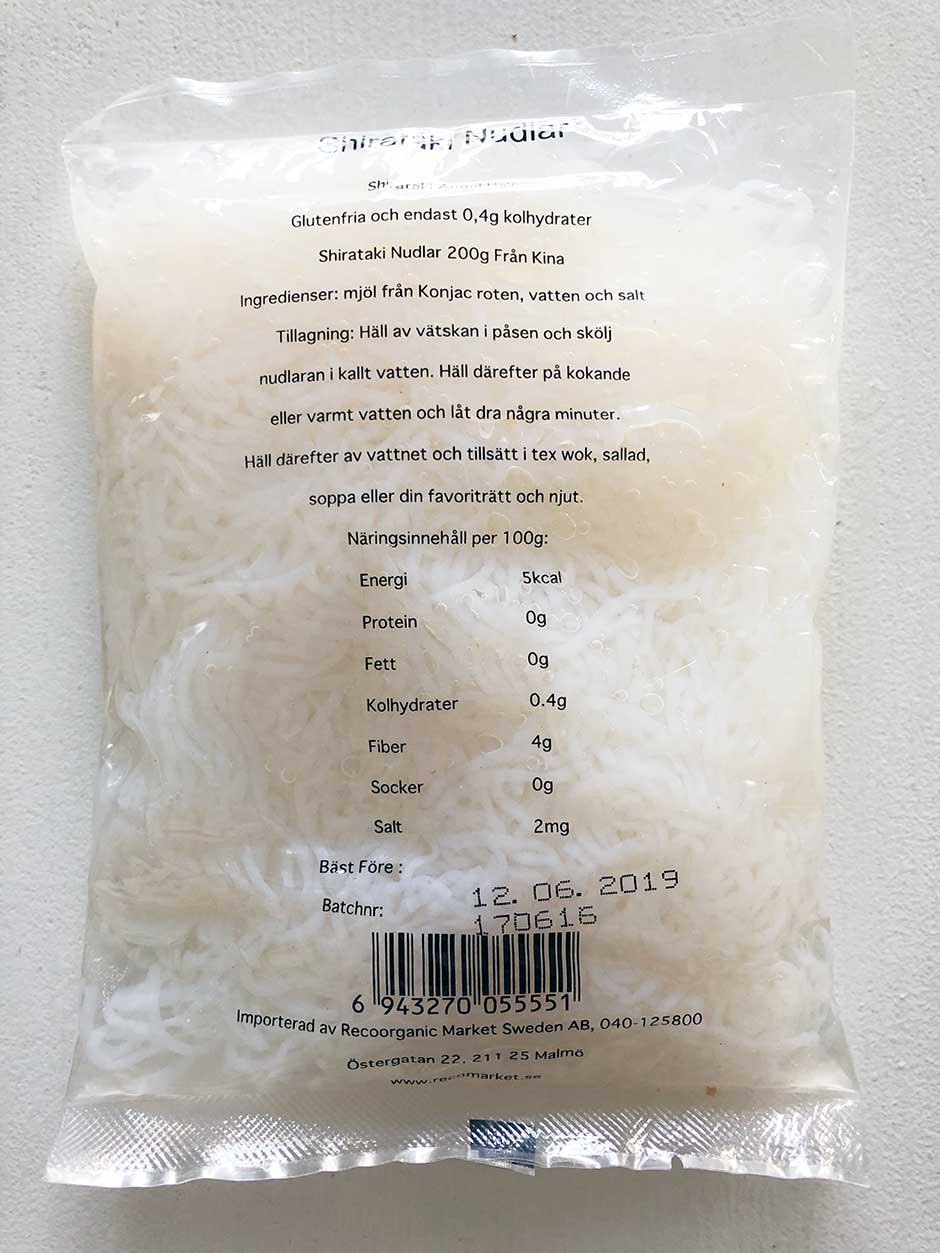 Shirataki Nudlar
Glutenfria och endast 0,4g kolhydrater
Shirataki Nudlar 200g Från Kina
Ingredienser: mjöl från Konjac roten, vatten och salt
Tillagning: Häll av vätskan i påsen och skölj
nudlaran i kallt vatten. Häll därefter på kokande
eller varmt vatten och låt dra några minuter.
Häll därefter av vattnet och tillsätt i tex wok, sallad,
soppa eller din favoriträtt och njut.
Näringsinnehåll per 100g:
Energi 5kcal
Protein 0g
Fett 0g
Kolhydrater 0.4g
Fiber 4g
Socker 0g
Salt 2mg
Bäst Före : 12. 06. 2019
Batchnr: 170616
6 943270 055551
Importerad av Recoorganic Market Sweden AB, 040-125800
Östergatan 22. 211 25 Malmö
www.recomarket.se